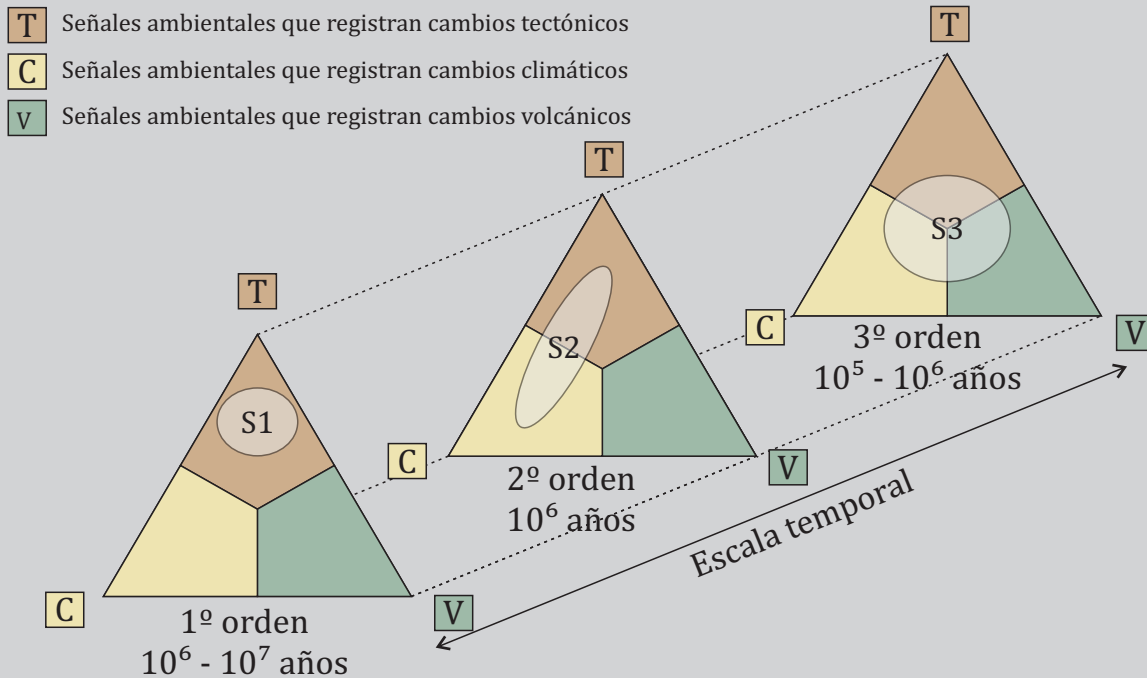 T Señales ambientales que registran cambios tectónicos
C Señales ambientales que registran cambios climáticos
V Señales ambientales que registran cambios volcánicos
T
S1
C
V
1º orden
10⁶ - 10⁷ años
T
S2
C
V
2º orden
10⁶ años
T
S3
C
V
3º orden
10⁵ - 10⁶ años
Escala temporal